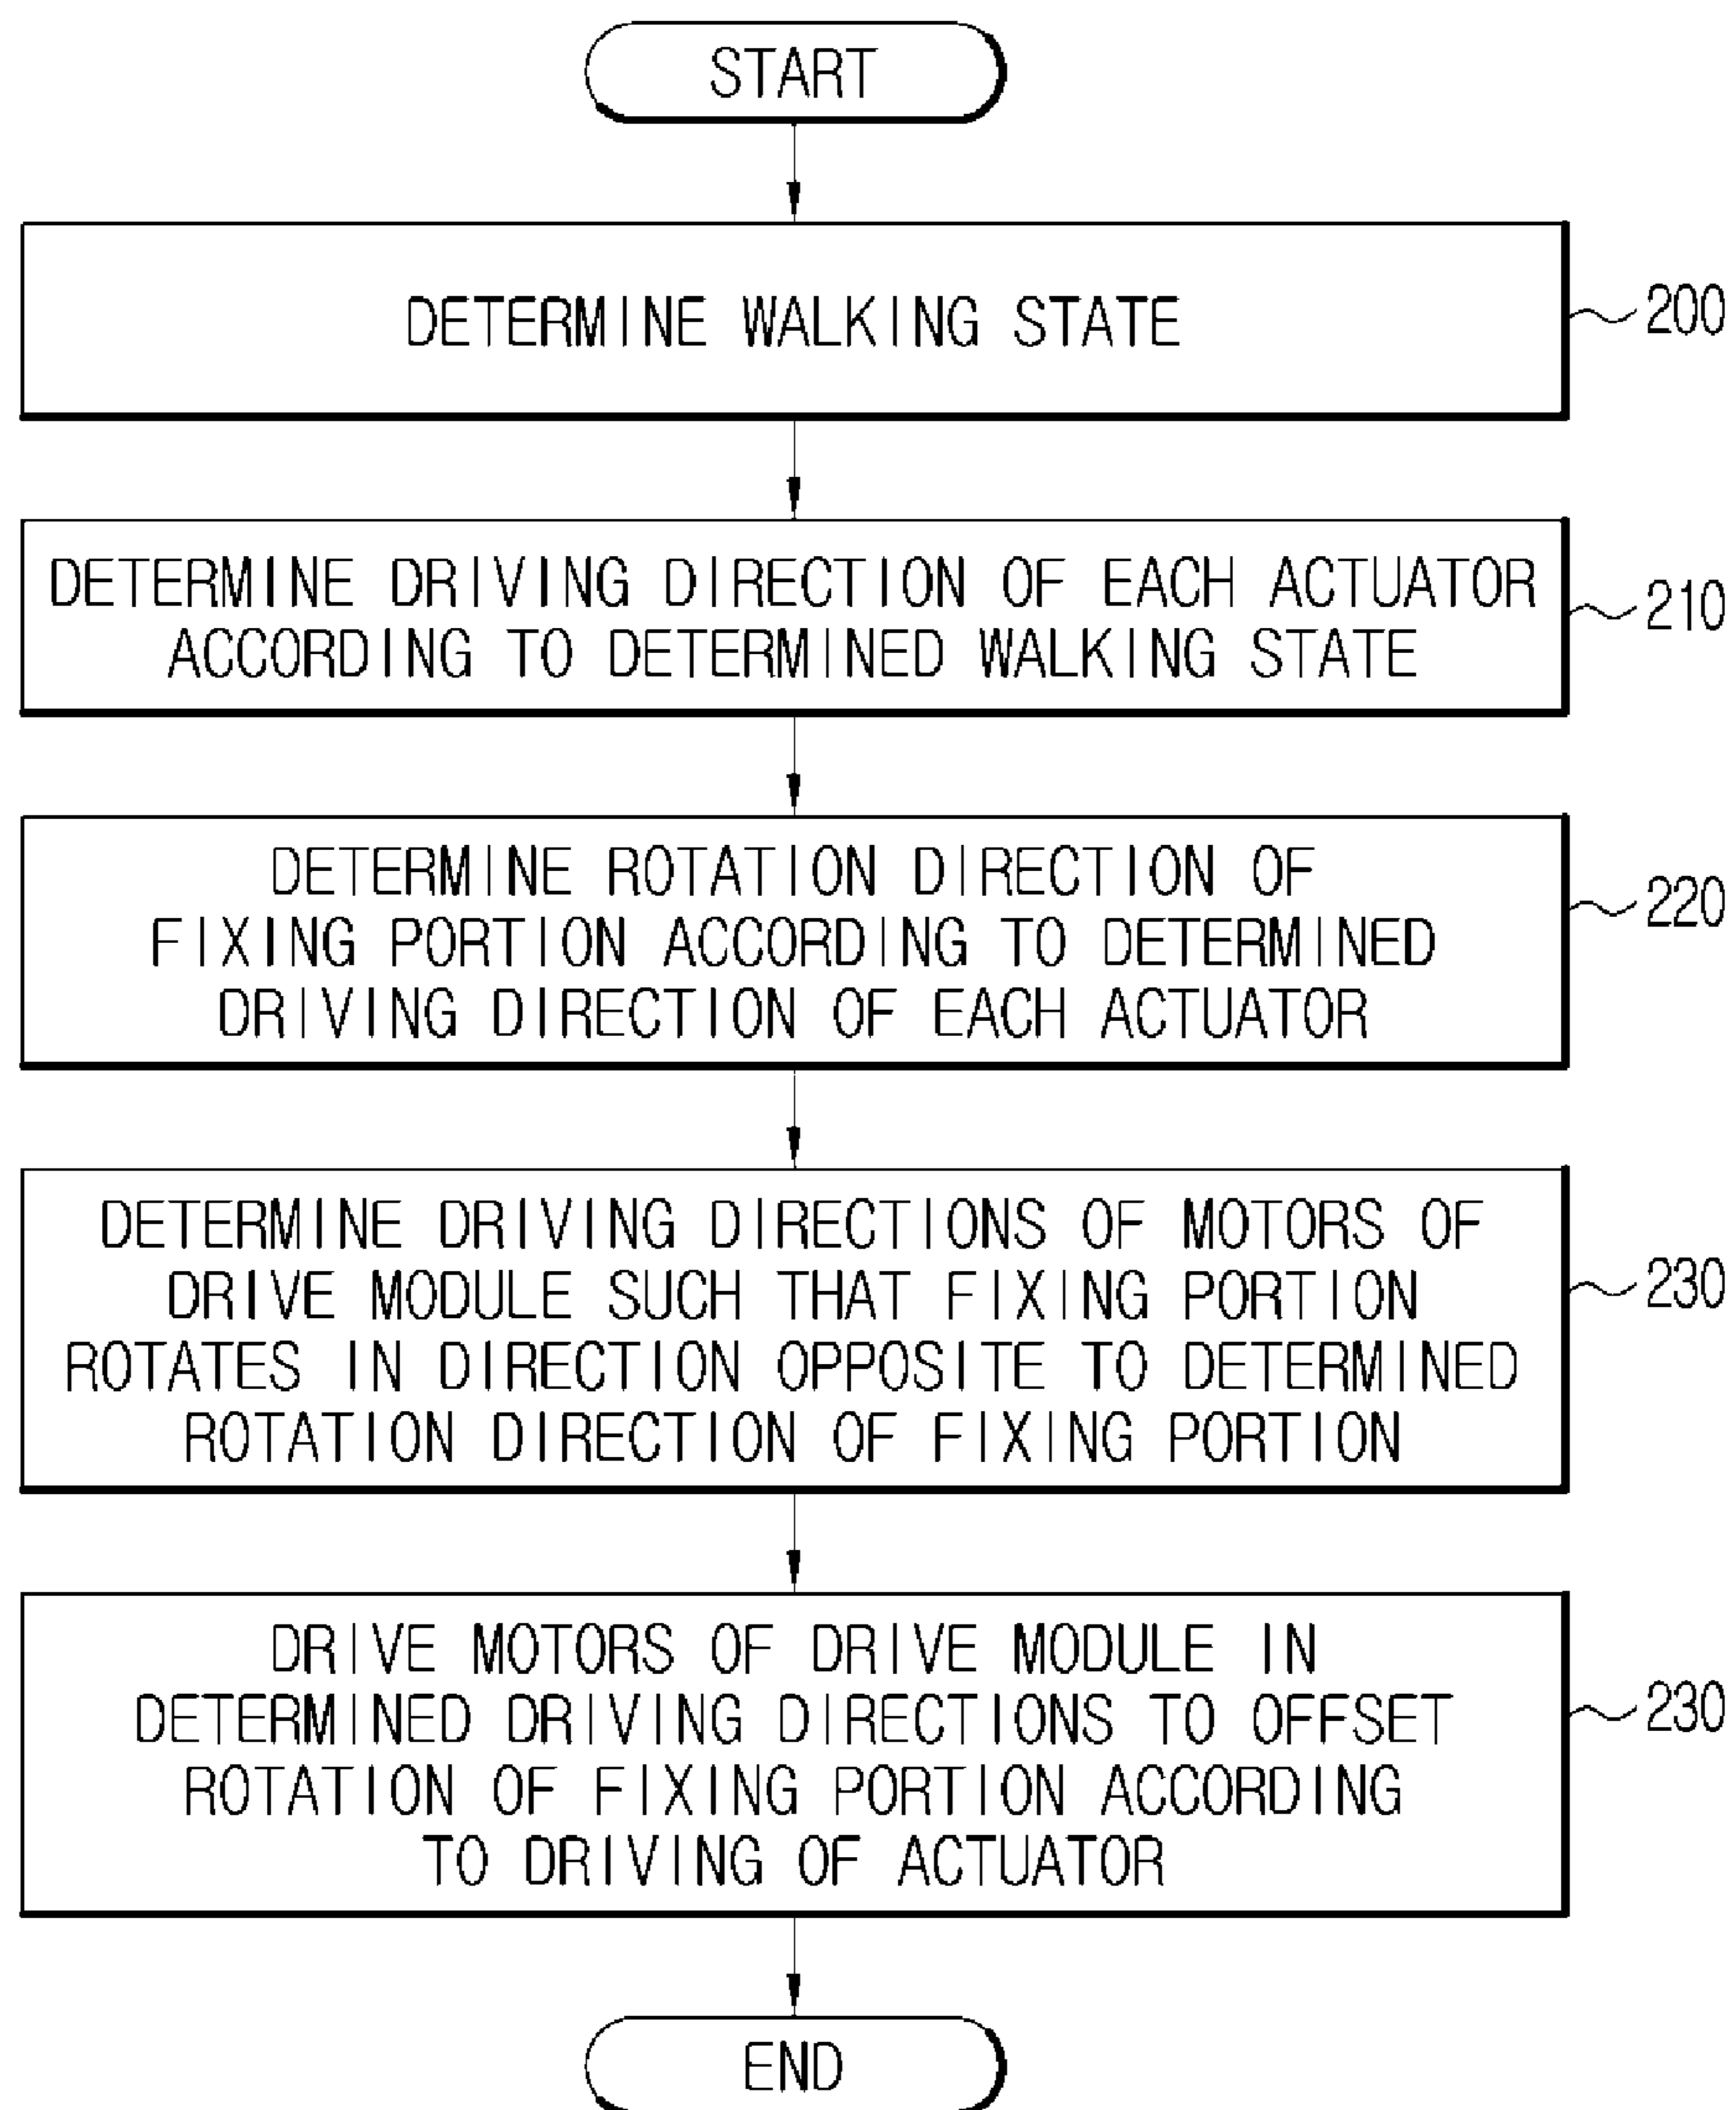 START
DETERMINE WALKING STATE
200
DETERMINE DRIVING DIRECTION OF EACH ACTUATOR
ACCORDING TO DETERMINED WALKING STATE
210
DETERMINE ROTATION DIRECTION OF
FIXING PORTION ACCORDING TO DETERMINED
DRIVING DIRECTION OF EACH ACTUATOR
220
DETERMINE DRIVING DIRECTIONS OF MOTORS OF
DRIVE MODULE SUCH THAT FIXING PORTION
ROTATES IN DIRECTION OPPOSITE TO DETERMINED
ROTATION DIRECTION OF FIXING PORTION
230
DRIVE MOTORS OF DRIVE MODULE IN
DETERMINED DRIVING DIRECTIONS TO OFFSET
ROTATION OF FIXING PORTION ACCORDING
TO DRIVING OF ACTUATOR
230
END